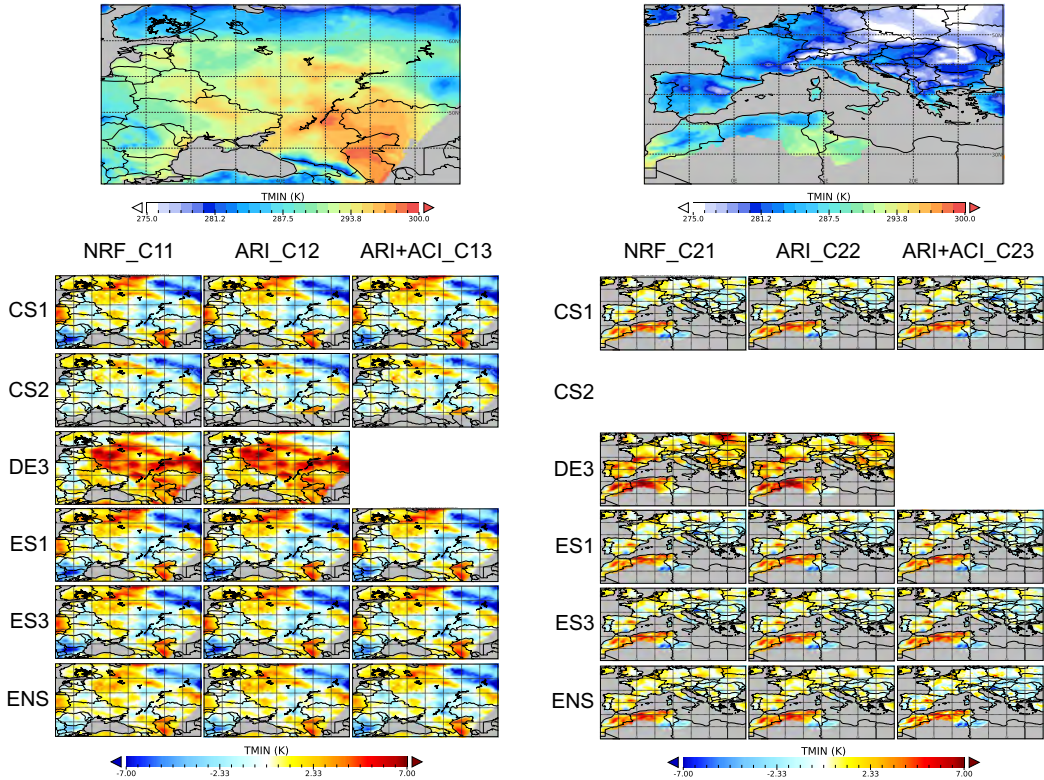 TMIN (K)
275.0 281.2 287.5 293.8 300.0
TMIN (K)
275.0 281.2 287.5 293.8 300.0
NRF_C11 ARI_C12 ARI+ACI_C13
CS1
CS2
DE3
ES1
ES3
ENS
TMIN (K)
-7.00 -2.33 2.33 7.00
NRF_C21 ARI_C22 ARI+ACI_C23
CS1
CS2
DE3
ES1
ES3
ENS
TMIN (K)
-7.00 -2.33 2.33 7.00